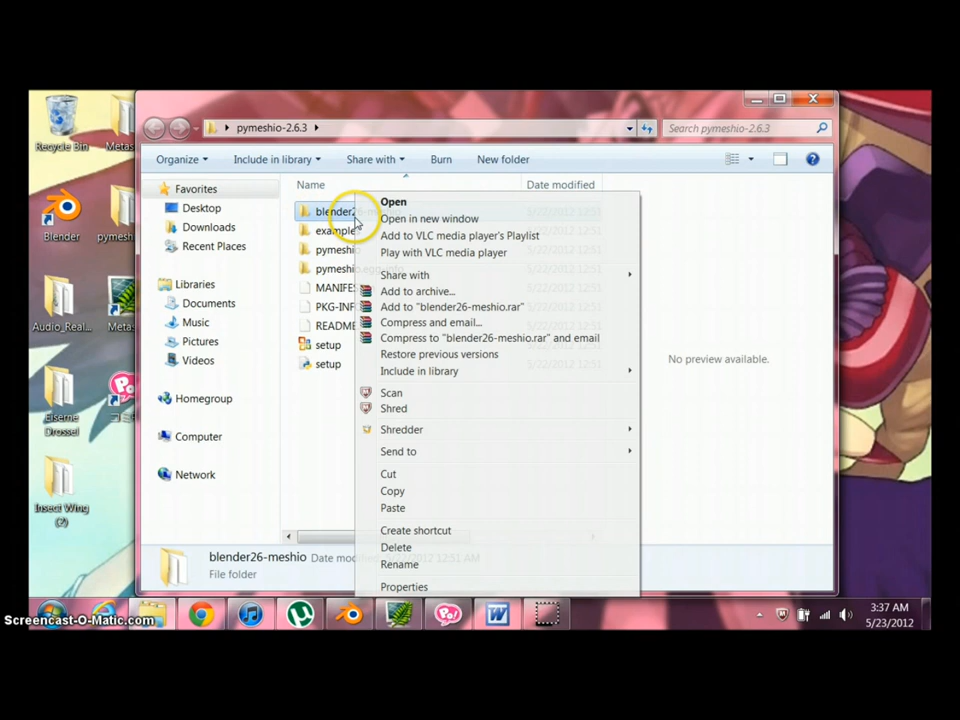 Recycle Bin
Metas
Blender
pymesh
Audio_Real...
Metas
Eiserne
Drossel
Insect Wing
(2)
pymeshio-2.6.3
Search pymeshio-2.6.3
Organize
Include in library
Share with
Burn
New folder
Favorites
Desktop
Downloads
Recent Places
Libraries
Documents
Music
Pictures
Videos
Homegroup
Computer
Network
Name
Date modified
blender2
example
pymeshio
pymeshio
MANIFES
PKG-INF
README
setup
setup
Open
Open in new window
Add to VLC media player's Playlist
Play with VLC media player
Share with
Add to archive...
Add to "blender26-meshio.rar"
Compress and email...
Compress to "blender26-meshio.rar" and email
Restore previous versions
Include in library
Scan
Shred
Shredder
Send to
Cut
Copy
Paste
Create shortcut
Delete
Rename
Properties
No preview available.
blender26-meshio
Date modified
File folder
Screencast-O-Matic.com
3:37 AM
5/23/2012